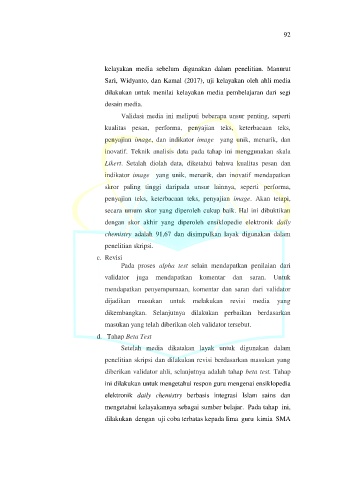 92
kelayakan media sebelum digunakan dalam penelitian. Manurut
Sari, Widyanto, dan Kamal (2017), uji kelayakan oleh ahli media
dilakukan untuk menilai kelayakan media pembelajaran dari segi
desain media.
Validasi media ini meliputi beberapa unsur penting, seperti
kualitas pesan, performa, penyajian teks, keterbacaan teks,
penyajian image, dan indikator image yang unik, menarik, dan
inovatif. Teknik analisis data pada tahap ini menggunakan skala
Likert. Setalah diolah data, diketahui bahwa kualitas pesan dan
indikator image yang unik, menarik, dan inovatif mendapatkan
skror paling tinggi daripada unsur lainnya, seperti performa,
penyajian teks, keterbacaan teks, penyajian image. Akan tetapi,
secara umum skor yang diperoleh cukup baik. Hal ini dibuktikan
dengan skor akhir yang diperoleh ensiklopedie elektronik daily
chemistry adalah 91,67 dan disimpulkan layak digunakan dalam
penelitian skripsi.
c. Revisi
Pada proses alpha test selain mendapatkan penilaian dari
validator juga mendapatkan komentar dan saran. Untuk
mendapatkan penyempurnaan, komentar dan saran dari validator
dijadikan masukan untuk melakukan revisi media yang
dikembangkan. Selanjutnya dilakukan perbaikan berdasarkan
masukan yang telah diberikan oleh validator tersebut.
d. Tahap Beta Test
Setelah media dikatakan layak untuk digunakan dalam
penelitian skripsi dan dilakukan revisi berdasarkan masukan yang
diberikan validator ahli, selanjutnya adalah tahap beta test. Tahap
ini dilakukan untuk mengetahui respon guru mengenai ensiklopedia
elektronik daily chemistry berbasis integrasi Islam sains dan
mengetahui kelayakannya sebagai sumber belajar. Pada tahap ini,
dilakukan dengan uji coba terbatas kepada lima guru kimia SMA